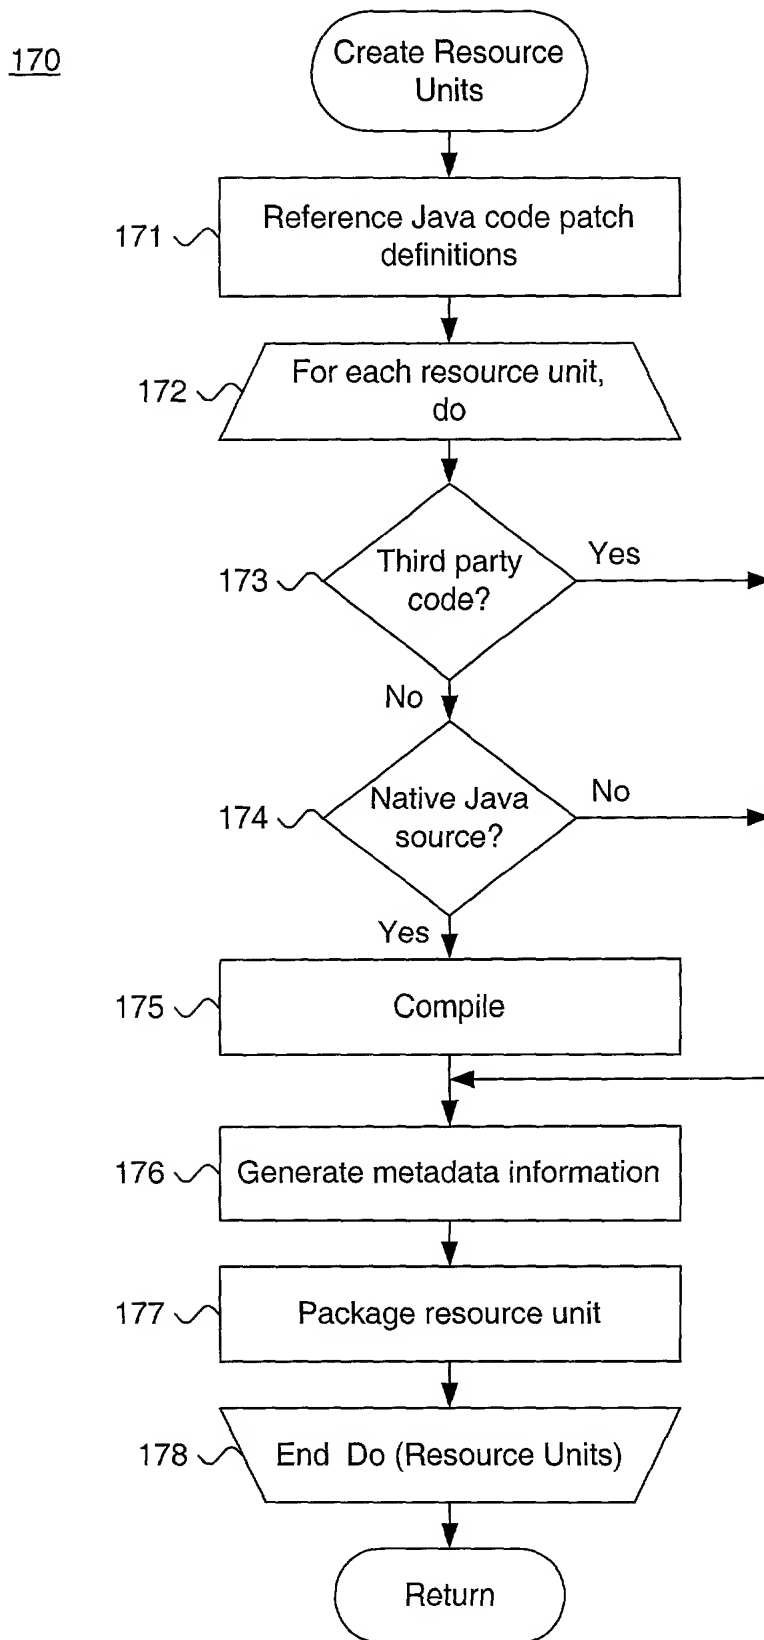 170
Create Resource
Units
171
Reference Java code patch
definitions
172
For each resource unit,
do
173
Third party
code?
Yes
No
174
Native Java
source?
No
Yes
175
Compile
176
Generate metadata information
177
Package resource unit
178
End Do (Resource Units)
Return